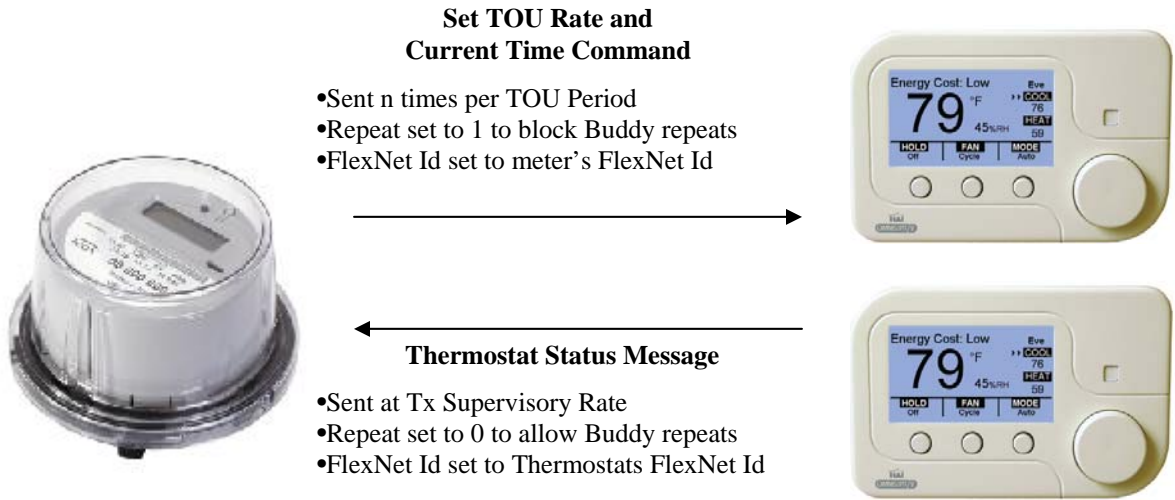 Set TOU Rate and
Current Time Command
•Sent n times per TOU Period
•Repeat set to 1 to block Buddy repeats
•FlexNet Id set to meter's FlexNet Id
Energy Cost: Low
Eve
79 °F
›› COOL
76
45%RH
HEAT
59
HOLD FAN MODE
Off Cycle Auto
Thermostat Status Message
•Sent at Tx Supervisory Rate
•Repeat set to 0 to allow Buddy repeats
•FlexNet Id set to Thermostats FlexNet Id
Energy Cost: Low
Eve
79 °F
›› COOL
76
45%RH
HEAT
59
HOLD FAN MODE
Off Cycle Auto